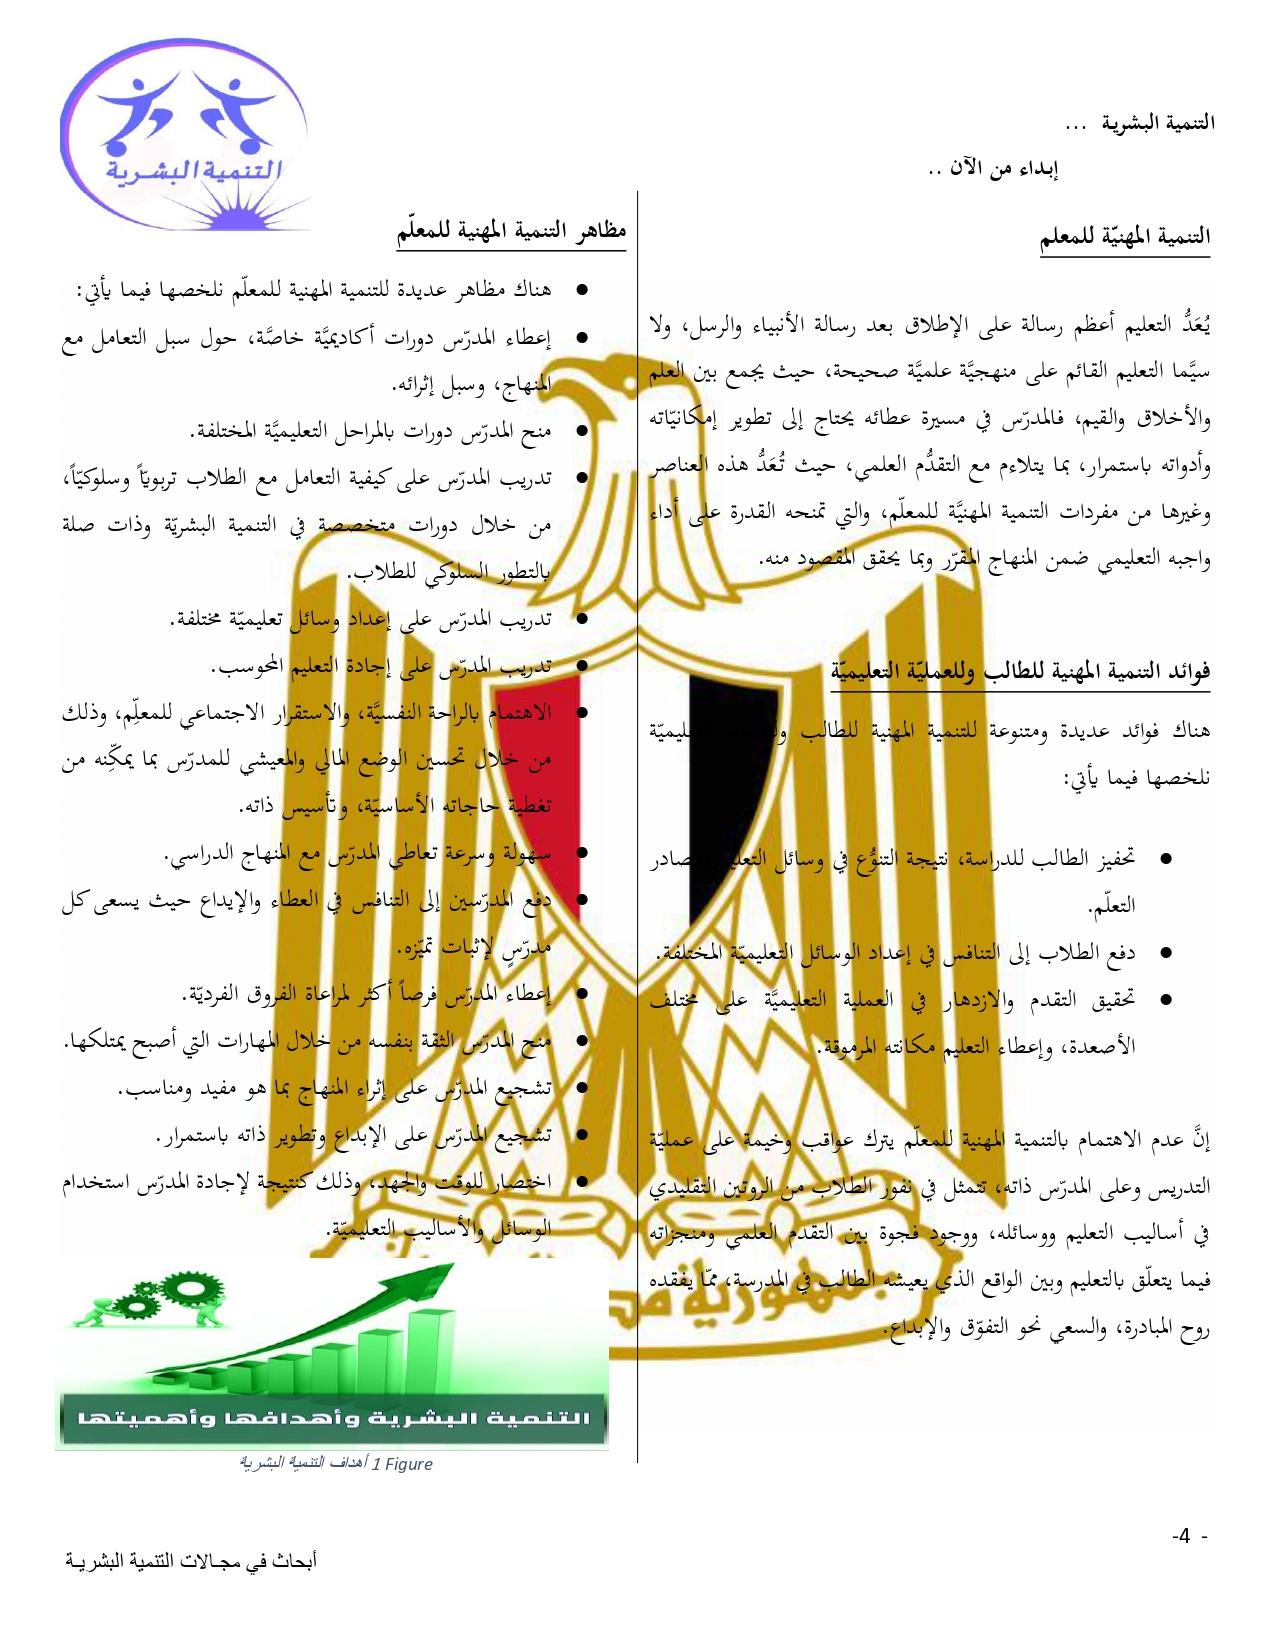 التنمية البشرية ...
إبداء من الآن ..
التنمية البشرية
التنمية المهنيّة للمعلم
يُعَدُّ التعليم أعظم رسالة على الإطلاق بعد رسالة الأنبياء والرسل، ولا
سيَّما التعليم القائم على منهجيَّة علميَّة صحيحة، حيث يجمع بين العلم
والأخلاق والقيم، فالمدرّس في مسيرة عطائه يحتاج إلى تطوير إمكانيّاته
وأدواته باستمرار، بما يتلاءم مع التقدُّم العلمي، حيث تُعَدُّ هذه العناصر
وغيرها من مفردات التنمية المهنيَّة للمعلّم، والتي تمنحه القدرة على أداء
واجبه التعليمي ضمن المنهاج المقرّر وبما يحقق المقصود منه.
فوائد التنمية المهنية للطالب وللعمليّة التعليميّة
هناك فوائد عديدة ومتنوعة للتنمية المهنية للطالب
نلخصها فيما يأتي:
● تحفيز الطالب للدراسة، نتيجة التنوُّع في وسائل
التعلّم.
● دفع الطلاب إلى التنافس في إعداد الوسائل التعليميّة المختلفة.
● تحقيق التقدم والازدهار في العملية التعليميَّة على مختلف
الأصعدة، وإعطاء التعليم مكانته المرموقة.
إنَّ عدم الاهتمام بالتنمية المهنية للمعلّم يترك عواقب وخيمة على عمليّة
التدريس وعلى المدرّس ذاته، تتمثل في نفور الطلاب من الروتين التقليدي
في أساليب التعليم ووسائله، ووجود فجوة بين التقدم العلمي ومنجزاته
فيما يتعلّق بالتعليم وبين الواقع الذي يعيشه الطالب في المدرسة، ممّا يفقده
روح المبادرة، والسعي نحو التفوّق والإبداع.
مظاهر التنمية المهنية للمعلّم
● هناك مظاهر عديدة للتنمية المهنية للمعلّم نلخصها فيما يأتي:
● إعطاء المدرّس دورات أكاديميَّة خاصَّة، حول سبل التعامل مع
المنهاج، وسبل إثرائه.
● منح المدرّس دورات بالمراحل التعليميَّة المختلفة.
● تدريب المدرّس على كيفية التعامل مع الطلاب تربويّاً وسلوكيّاً،
من خلال دورات متخصصة في التنمية البشريّة وذات صلة
بالتطور السلوكي للطلاب.
● تدريب المدرّس على إعداد وسائل تعليميّة مختلفة.
● تدريب المدرّس على إجادة التعليم المحوسب.
● الاهتمام بالراحة النفسيَّة، والاستقرار الاجتماعي للمعلِّم، وذلك
من خلال تحسين الوضع المالي والمعيشي للمدرّس بما يمكِّنه من
تغطية حاجاته الأساسيّة، وتأسيس ذاته.
● سهولة وسرعة تعاطي المدرّس مع المنهاج الدراسي.
● دفع المدرّسين إلى التنافس في العطاء والإبداع حيث يسعى كل
مدرّسٍ لإثبات تميّزه.
● إعطاء المدرّس فرصاً أكثر لمراعاة الفروق الفرديّة.
● منح المدرّس الثقة بنفسه من خلال المهارات التي أصبح يمتلكها.
● تشجيع المدرّس على إثراء المنهاج بما هو مفيد ومناسب.
● تشجيع المدرّس على الإبداع وتطوير ذاته باستمرار.
● اختصار للوقت والجهد، وذلك كنتيجة لإجادة المدرّس استخدام
الوسائل والأساليب التعليميّة.
التنمية البشرية وأهدافها وأهميتها
Figure 1 أهداف التنمية البشرية
- 4-
أبحاث في مجالات التنمية البشرية